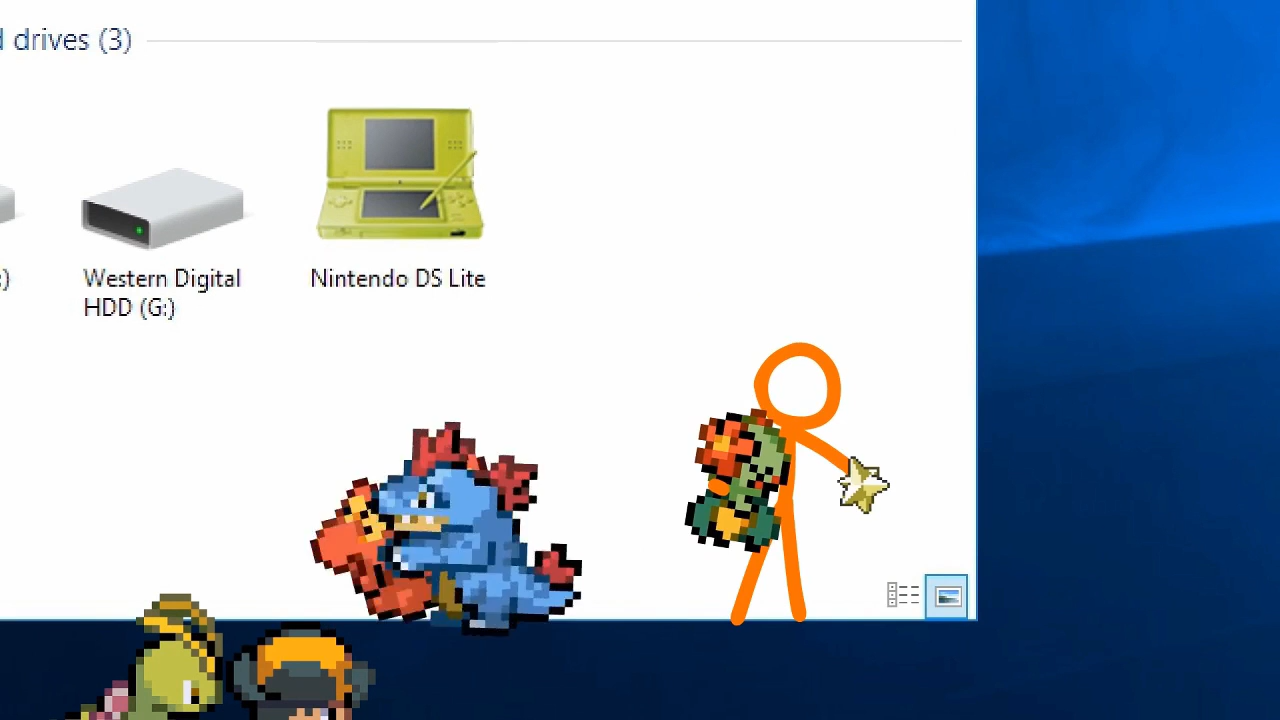 d drives (3)
:)
Western Digital
HDD (G:)
Nintendo DS Lite